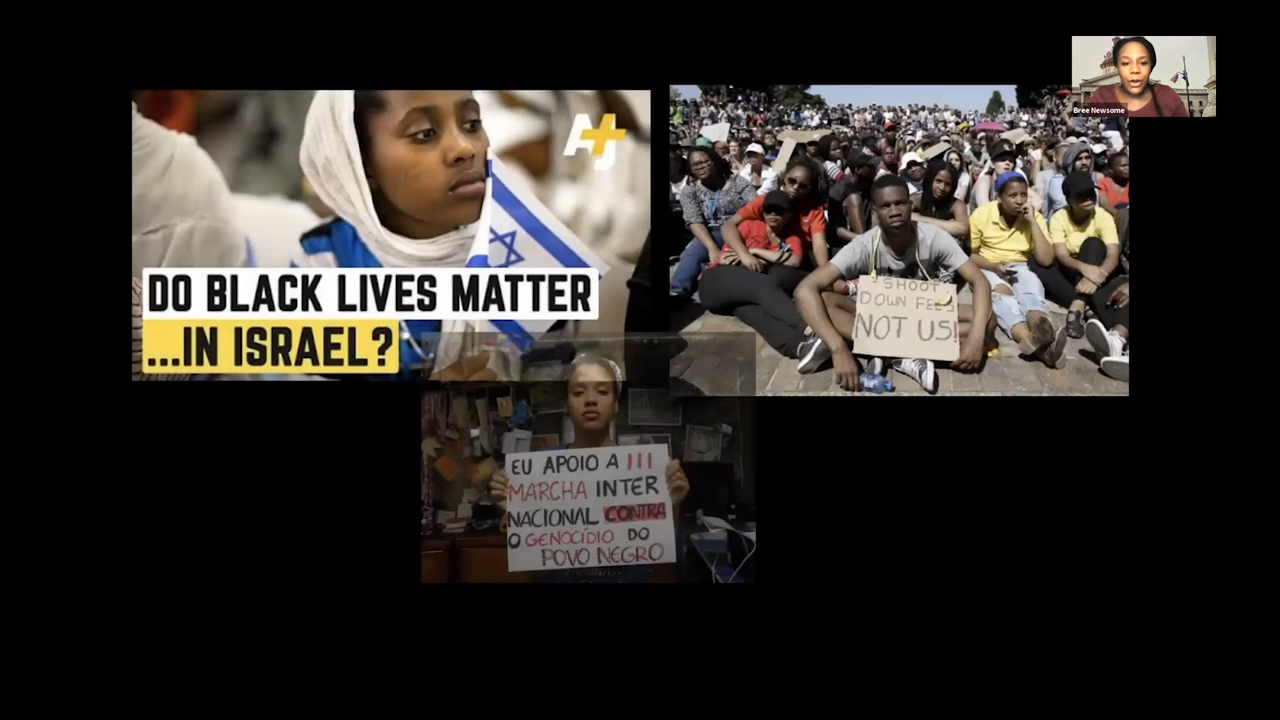 AJ+
DO BLACK LIVES MATTER
...IN ISRAEL?
SHOOT
DOWN FEES
NOT US!
Bree Newsome
EU APOIO A III
MARCHA INTER
NACIONAL CONTRA
O GENOCÍDIO DO
POVO NEGRO